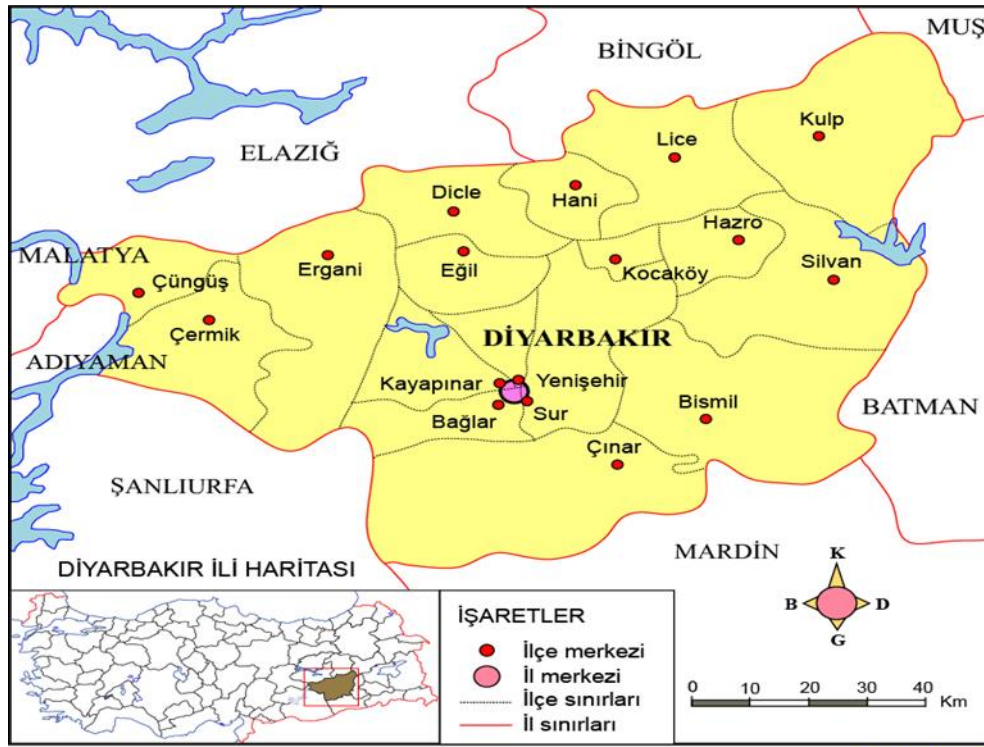 MUŞ
BİNGÖL
Kulp
Lice
ELAZIĞ
Dicle
Hani
Hazro
MALATYA
Ergani
Eğil
Kocaköy
Silvan
Çüngüş
Çermik
DİYARBAKIR
ADIYAMAN
Kayapınar
Yenişehir
Bağlar
Sur
Bismil
BATMAN
Çınar
ŞANLIURFA
MARDİN
DİYARBAKIR İLİ HARİTASI
İŞARETLER
İlçe merkezi
İl merkezi
İlçe sınırları
İl sınırları
K
B
D
G
0 10 20 30 40
Km